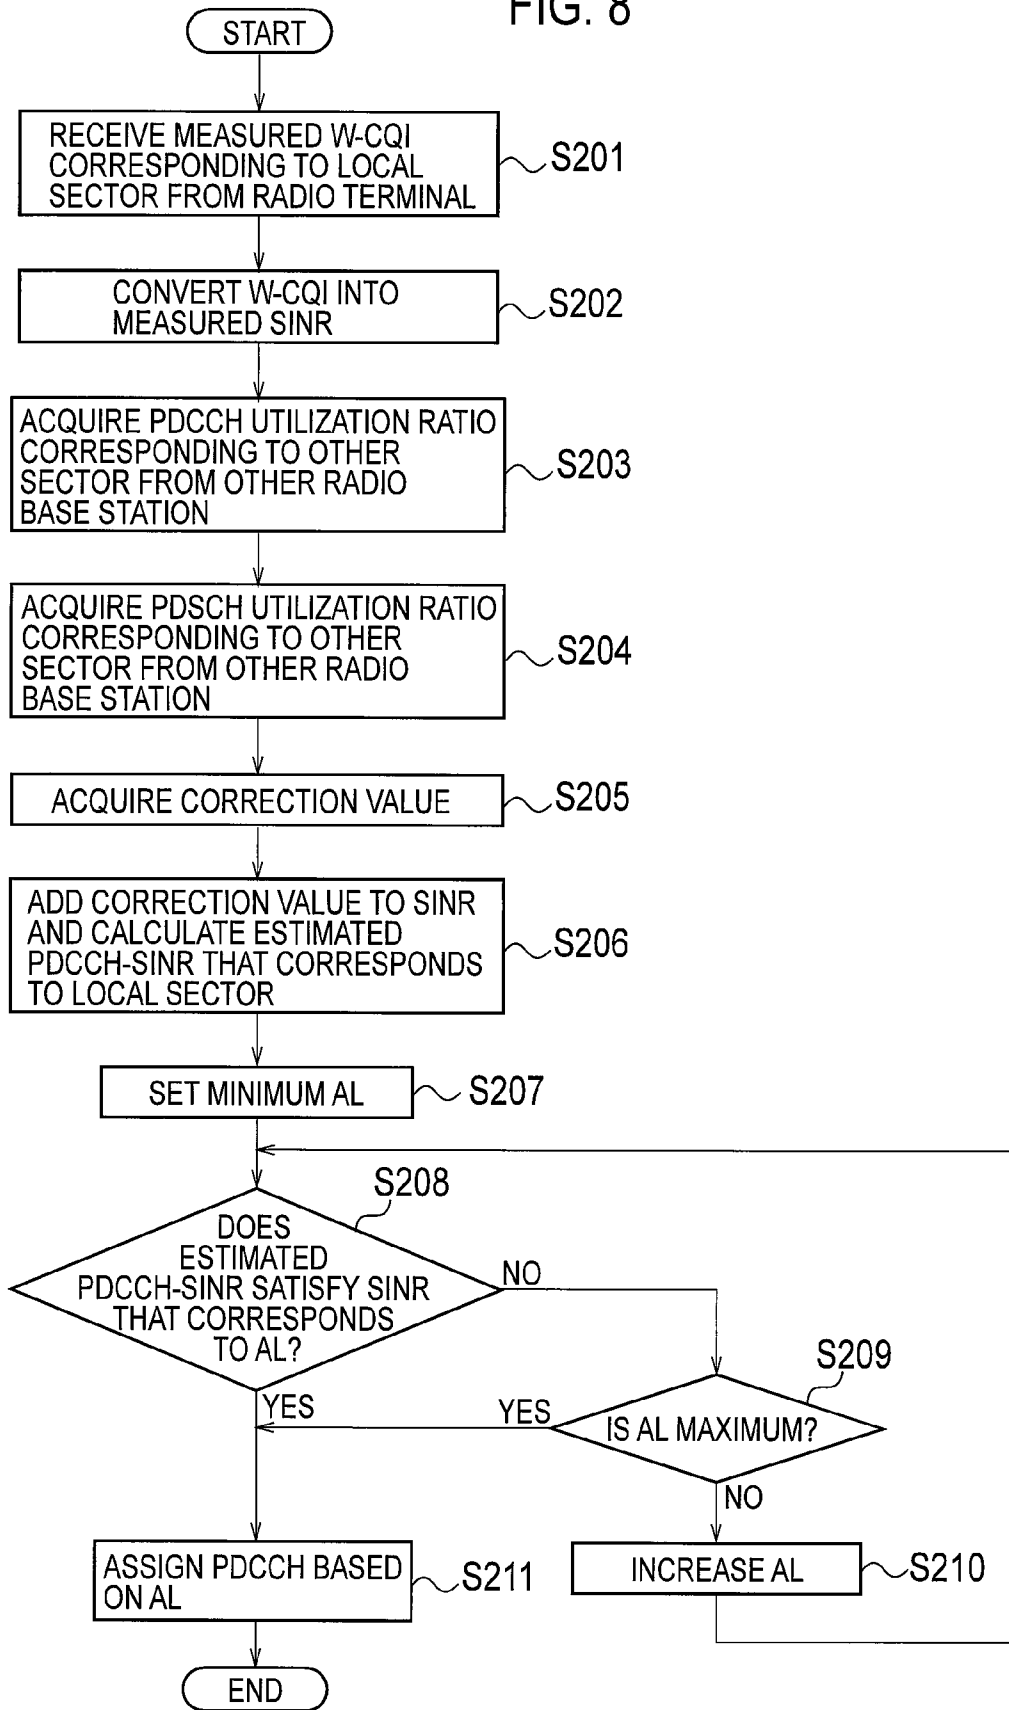 FIG. 8
START
RECEIVE MEASURED W-CQI
CORRESPONDING TO LOCAL
SECTOR FROM RADIO TERMINAL
S201
CONVERT W-CQI INTO
MEASURED SINR
S202
ACQUIRE PDCCH UTILIZATION RATIO
CORRESPONDING TO OTHER
SECTOR FROM OTHER RADIO
BASE STATION
S203
ACQUIRE PDSCH UTILIZATION RATIO
CORRESPONDING TO OTHER
SECTOR FROM OTHER RADIO
BASE STATION
S204
ACQUIRE CORRECTION VALUE
S205
ADD CORRECTION VALUE TO SINR
AND CALCULATE ESTIMATED
PDCCH-SINR THAT CORRESPONDS
TO LOCAL SECTOR
S206
SET MINIMUM AL
S207
S208
DOES
ESTIMATED
PDCCH-SINR SATISFY SINR
THAT CORRESPONDS
TO AL?
NO
YES
S209
IS AL MAXIMUM?
YES
NO
INCREASE AL
S210
ASSIGN PDCCH BASED
ON AL
S211
END